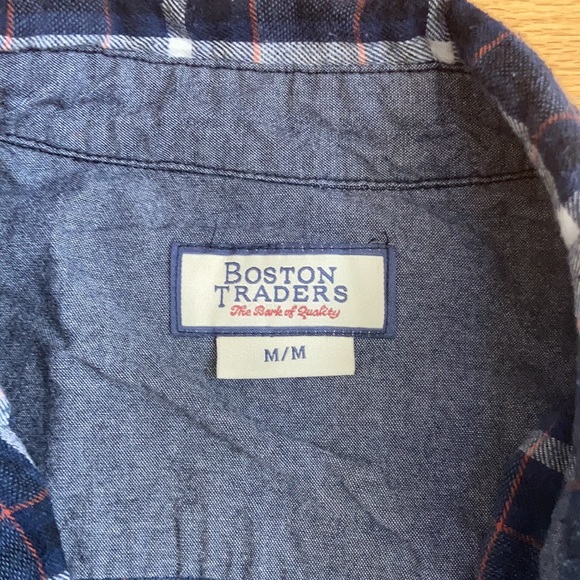 BOSTON
TRADERS
The Bark of Quality
M/M